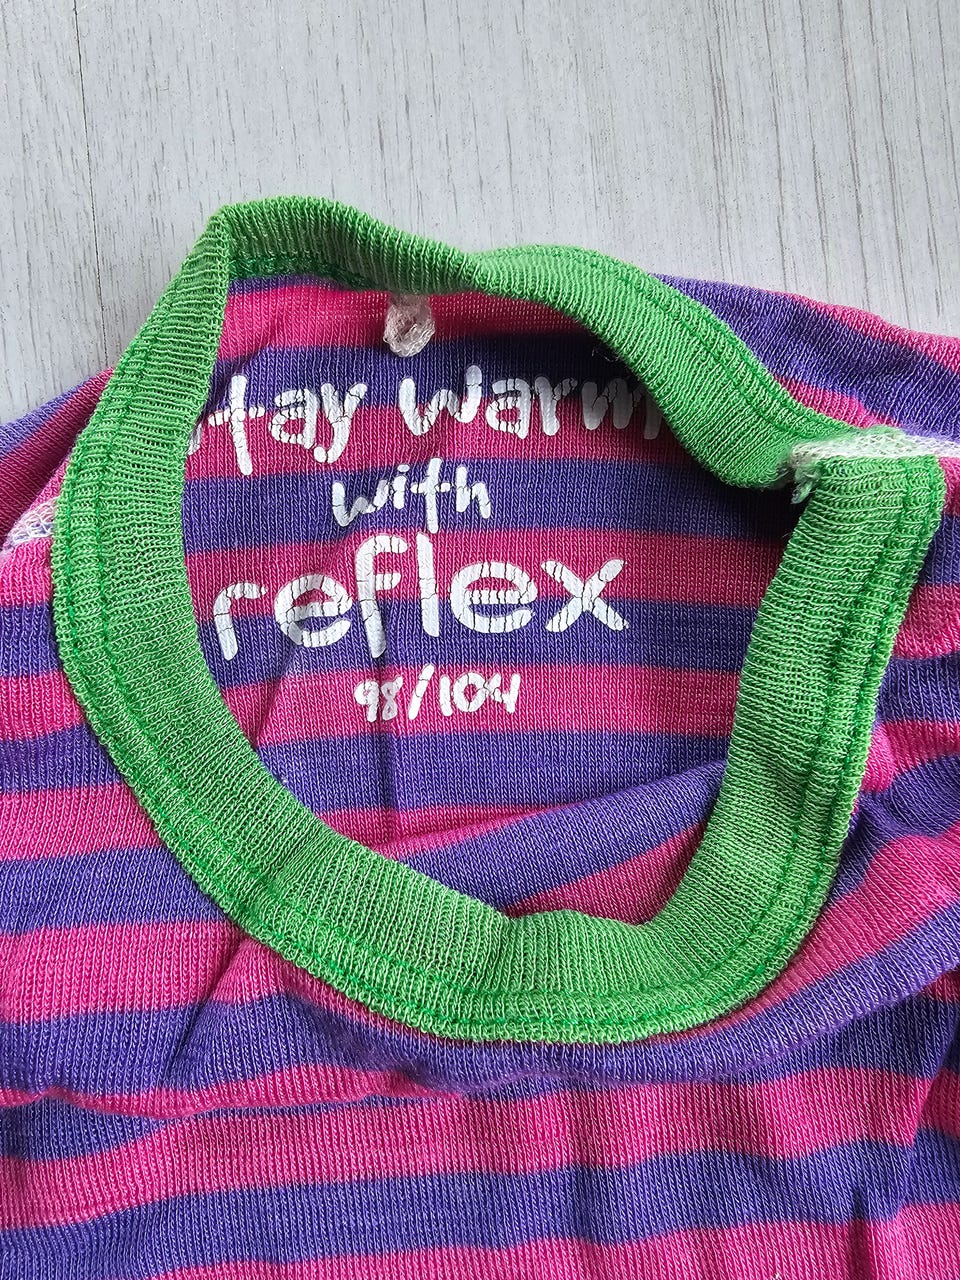 stay warm
with
reflex
98/104